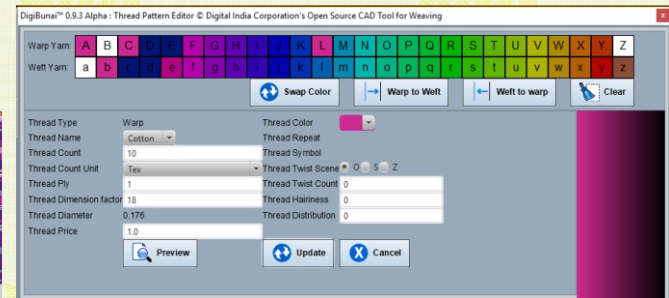 DigiBunai™ 0.9.3 Alpha : Thread Pattern Editor © Digital India Corporation's Open Source CAD Tool for Weaving
Warp Yarn: A B C D E F G H I J K L M N O P Q R S T U V W X Y Z
Weft Yarn: a b c d e f g h i j k l m n o p q r s t u v w x y z
Swap Color Warp to Weft Weft to warp Clear
Thread Type Warp Thread Color
Thread Name Cotton Thread Repeat
Thread Count 10 Thread Symbol
Thread Count Unit Tex Thread Twist Scene O S Z
Thread Ply 1 Thread Twist Count 0
Thread Dimension factor 18 Thread Hairiness 0
Thread Diameter 0.176 Thread Distribution 0
Thread Price 1.0
Preview Update Cancel